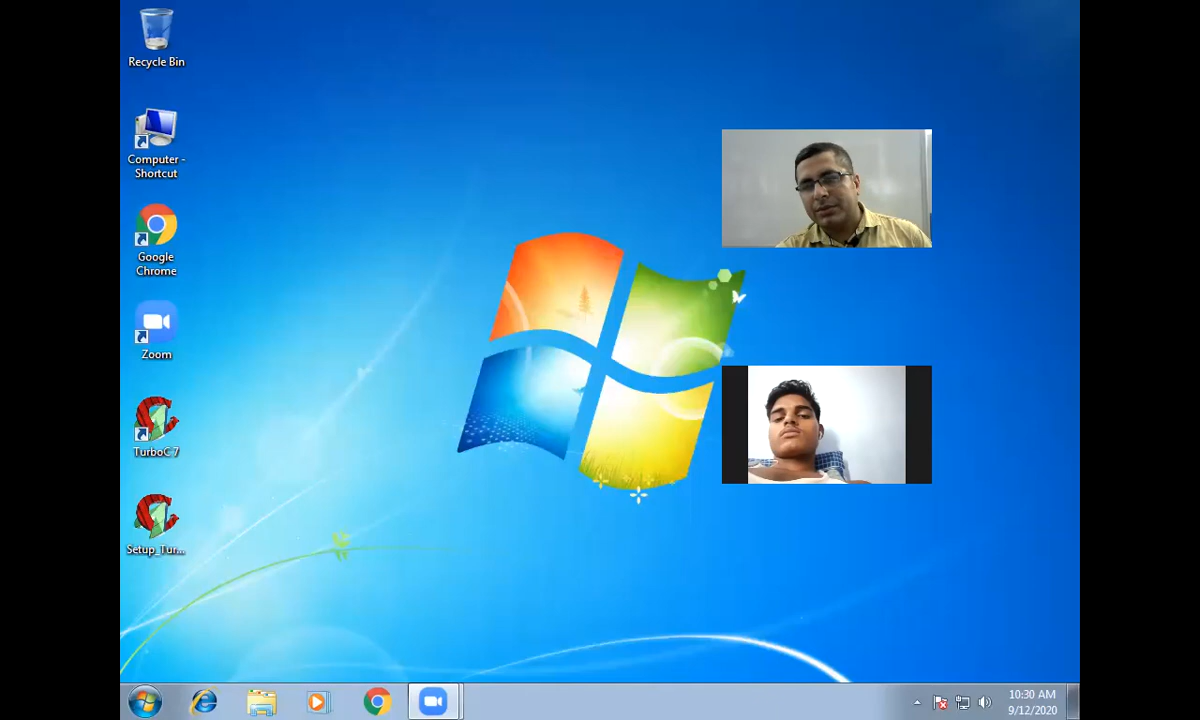 Recycle Bin
Computer -
Shortcut
Google
Chrome
Zoom
TurboC 7
Setup_Tur...
10:30 AM
9/12/2020